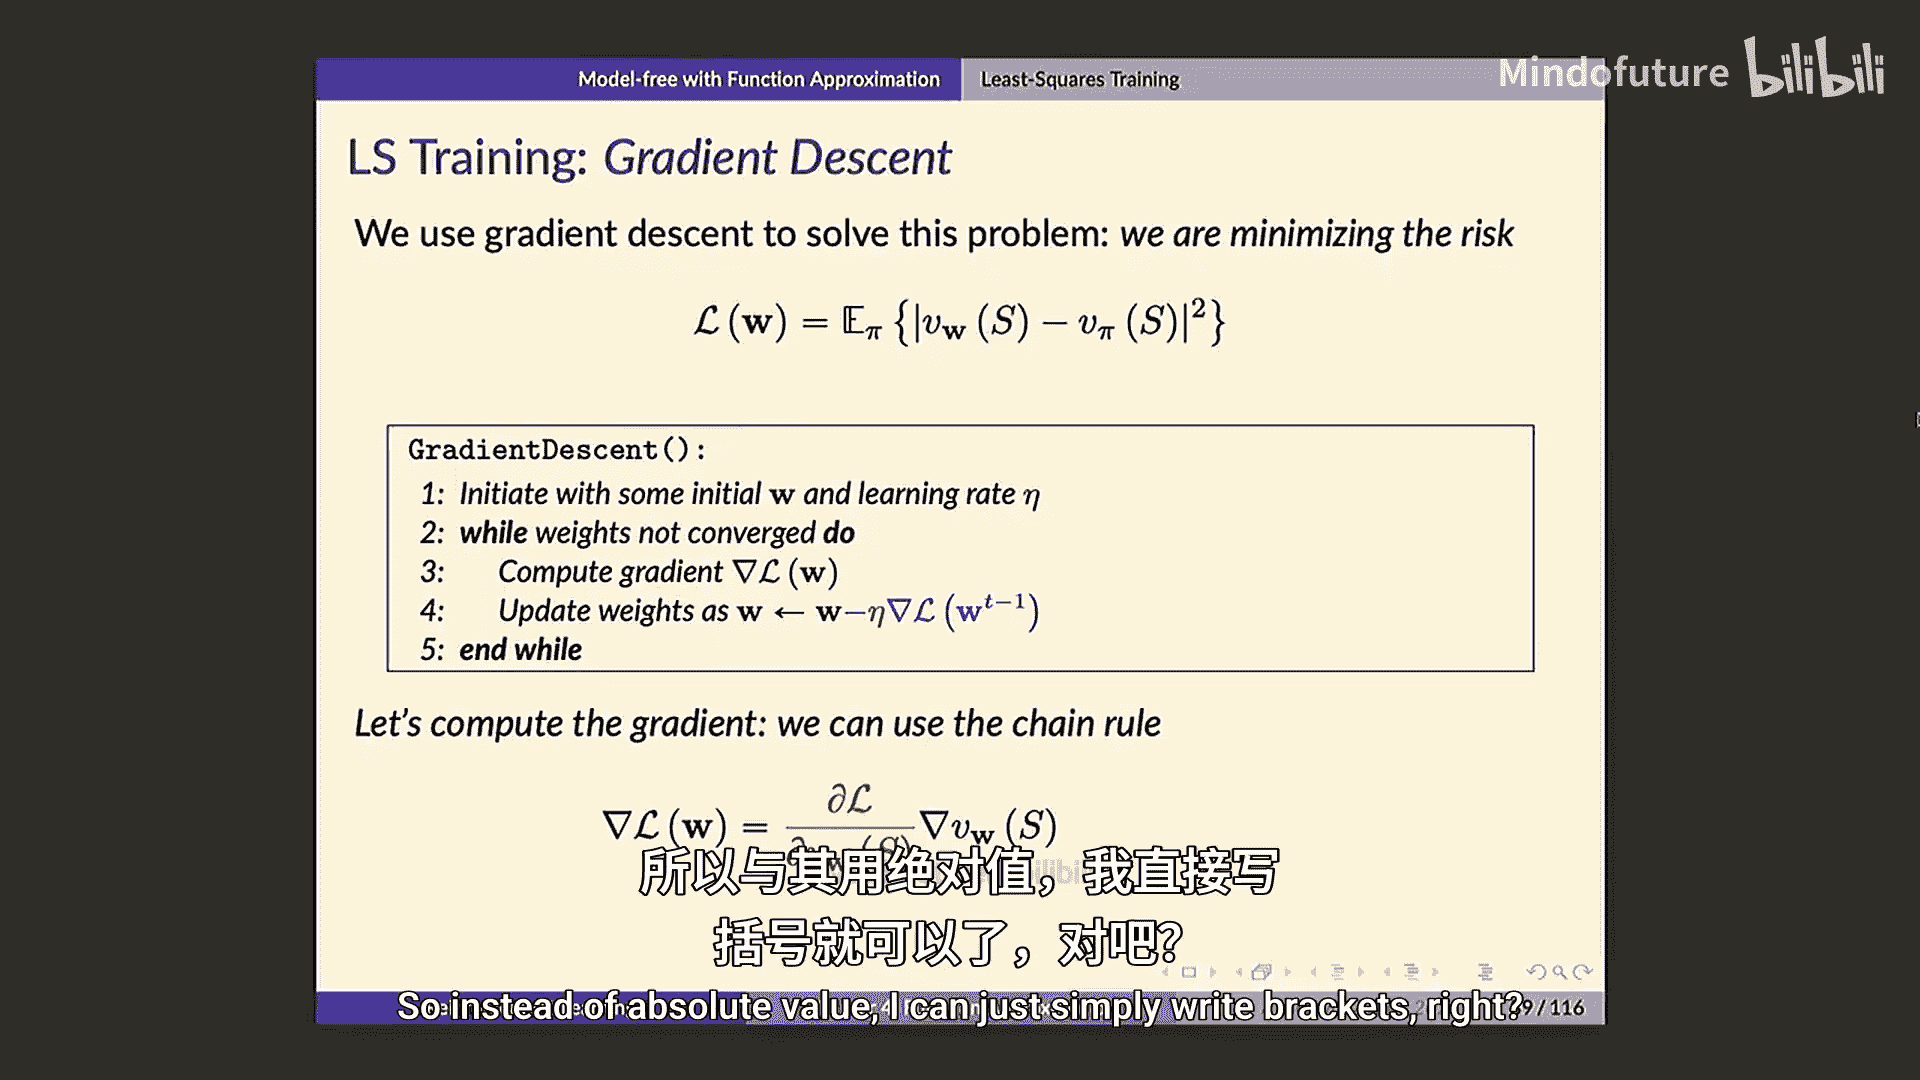 Mindofuture bilibili
Model-free with Function Approximation Least-Squares Training
LS Training: Gradient Descent
We use gradient descent to solve this problem: we are minimizing the risk
ℒ(w) = 𝔼π {|v_w (S) − v_π (S)|²}
GradientDescent():
1: Initiate with some initial w and learning rate η
2: while weights not converged do
3: Compute gradient ∇ℒ(w)
4: Update weights as w ← w−η∇ℒ(w^{t−1})
5: end while
Let's compute the gradient: we can use the chain rule
∇ℒ(w) = ∂ℒ/∂v_w (S) ∇v_w (S)
所以与其用绝对值，我直接写
括号就可以了，对吧？
So instead of absolute value, I can just simply write brackets, right?
/116